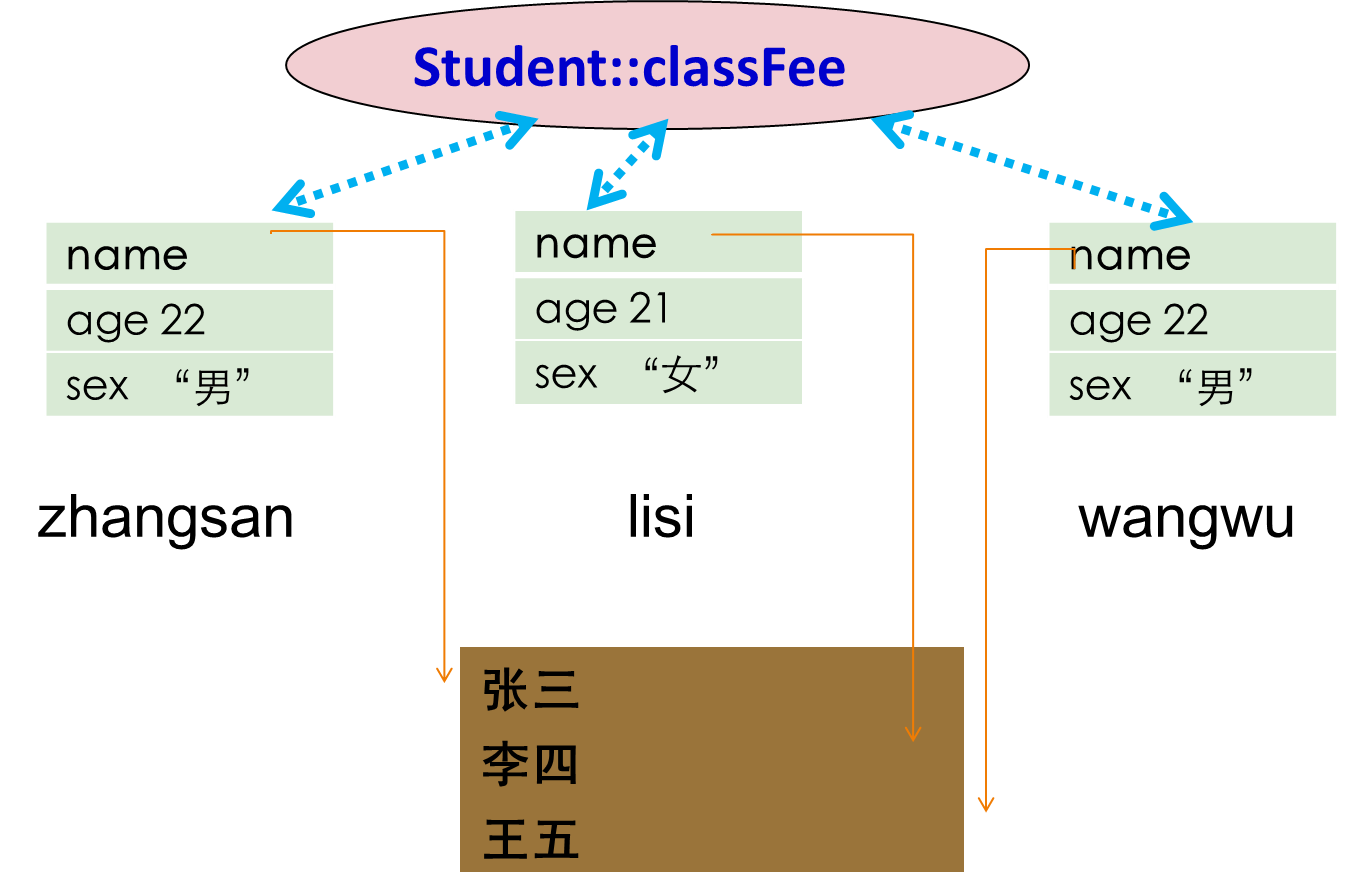 Student::classFee
name
age 22
sex “男”
zhangsan
name
age 21
sex “女”
lisi
name
age 22
sex “男”
wangwu
张三
李四
王五